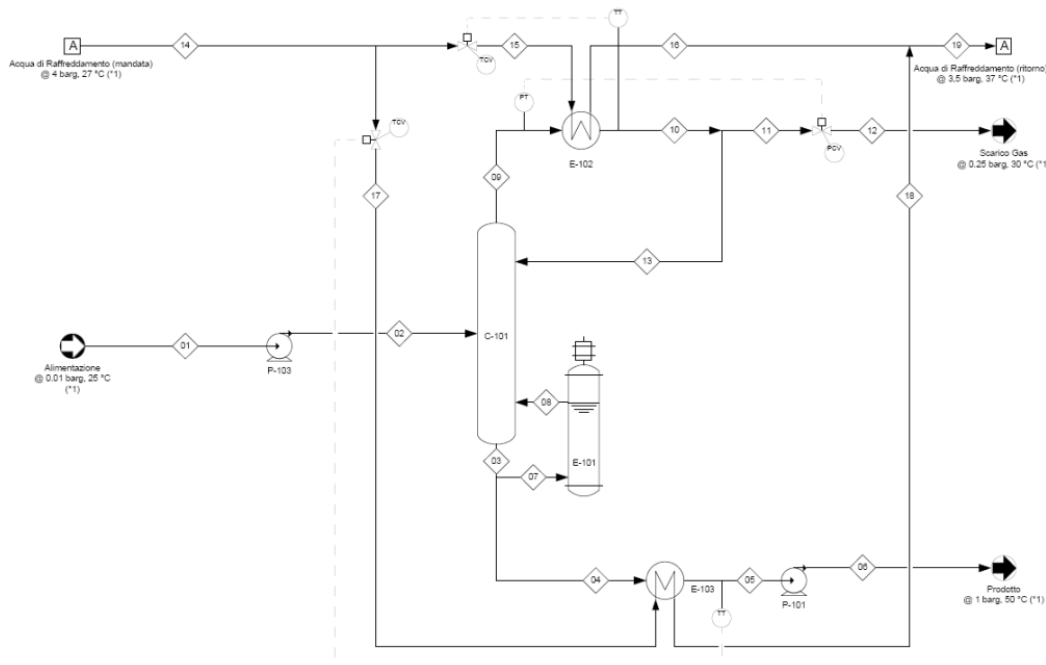 TT
A
14
15
16
19
A
TCV
Acqua di Raffreddamento (mandata)
@ 4 barg, 27 °C (*1)
Acqua di Raffreddamento (ritorno)
@ 3,5 barg, 37 °C (*1)
PT
TCV
10
11
12
E-102
PCV
Scarico Gas
@ 0.25 barg, 30 °C (*1
09
17
18
13
C-101
01
02
P-103
Alimentazione
@ 0.01 barg, 25 °C
(*1)
08
03
E-101
07
04
E-103
05
06
P-101
Prodotto
@ 1 barg, 50 °C (*1)
TT